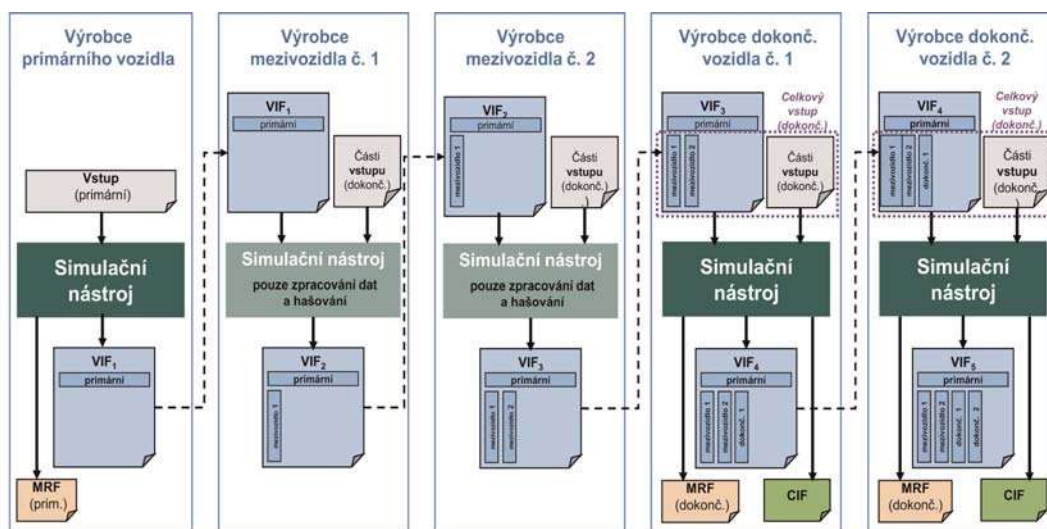 Výrobce
primárního vozidla
Vstup
(primární)
Simulační
nástroj
VIF1
primární
MRF
(prim.)
Výrobce
mezivozidla č. 1
VIF1
primární
Části
vstupu
(dokonč.)
Simulační nástroj
pouze zpracování dat
a hašování
VIF2
primární
mezivozidlo 1
Výrobce
mezivozidla č. 2
VIF2
primární
mezivozidlo 1
Části
vstupu
(dokonč.
)
Simulační nástroj
pouze zpracování dat
a hašování
VIF3
primární
mezivozidlo 1
mezivozidlo 2
Výrobce dokonč.
vozidla č. 1
Celkový
vstup
(dokonč.)
VIF3
primární
mezivozidlo 1
mezivozidlo 2
Části
vstupu
(dokonč.)
Simulační
nástroj
VIF4
primární
mezivozidlo 1
mezivozidlo 2
dokonč. 1
MRF
(dokonč.)
CIF
Výrobce dokonč.
vozidla č. 2
Celkový
vstup
(dokonč.)
VIF4
primární
mezivozidlo 1
mezivozidlo 2
dokonč. 1
Části
vstupu
(dokonč.
)
Simulační
nástroj
VIF5
primární
mezivozidlo 1
mezivozidlo 2
dokonč. 1
dokonč. 2
MRF
(dokonč.)
CIF